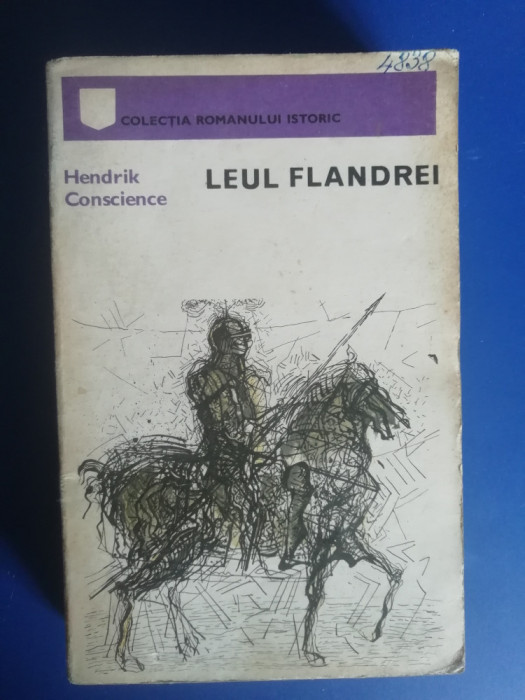 4838
COLECȚIA ROMANULUI ISTORIC
Hendrik
Conscience
LEUL FLANDREI